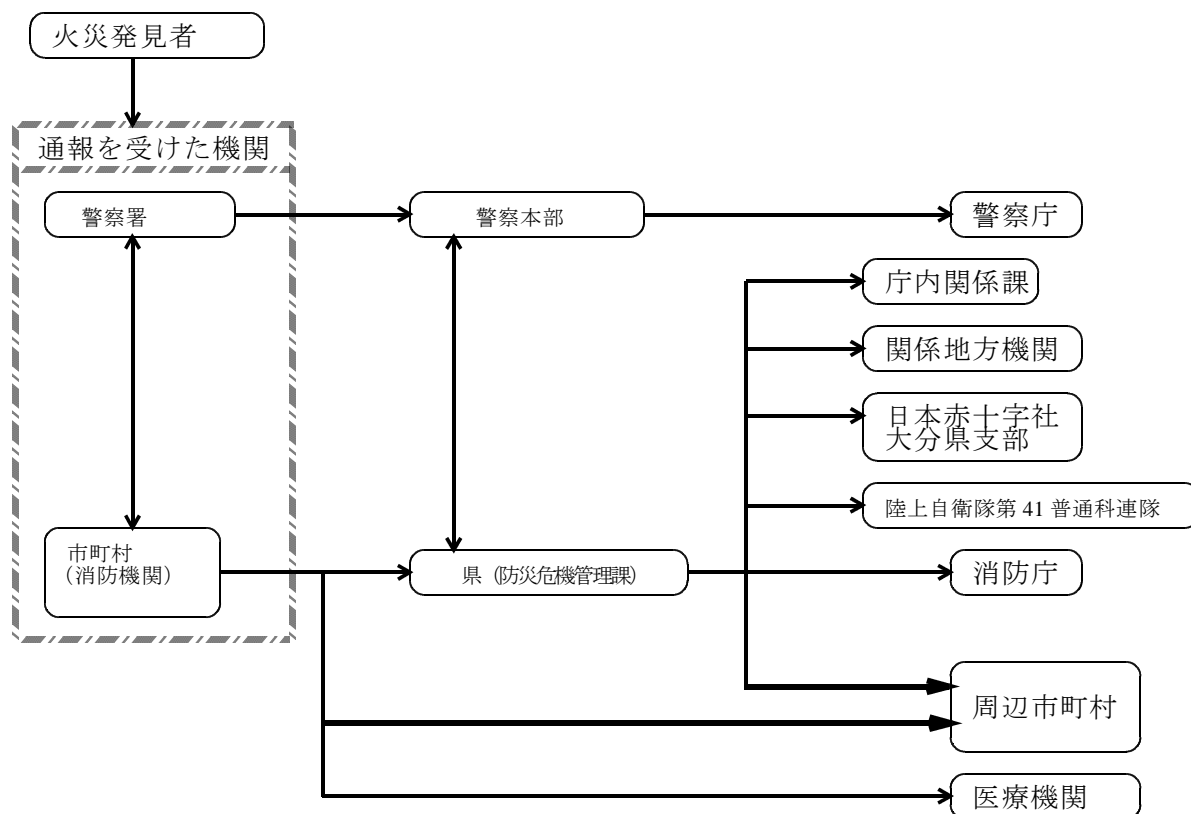 火災発見者
通報を受けた機関
警察署
警察本部
警察庁
庁内関係課
関係地方機関
日本赤十字社
大分県支部
陸上自衛隊第 41 普通科連隊
市町村
（消防機関）
県（防災危機管理課）
消防庁
周辺市町村
医療機関